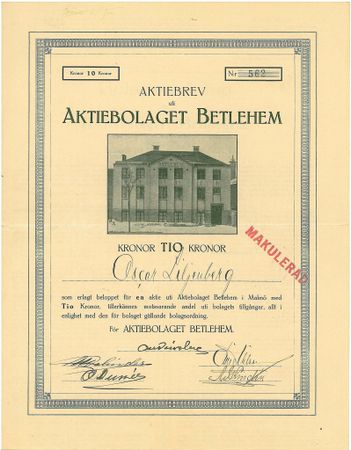 Kronor 10 Kronor
Nr 562
AKTIEBREV
uti
AKTIEBOLAGET BETLEHEM
KRONOR TIO KRONOR
MAKULERAD
Oscar Liljenberg
som erlagt beloppet för en aktie uti Aktiebolaget Betlehem i Malmö med
Tio Kronor, tillerkännes motsvarande andel uti bolagets tillgångar, allt i
enlighet med den för bolaget gällande bolagsordning.
För AKTIEBOLAGET BETLEHEM.